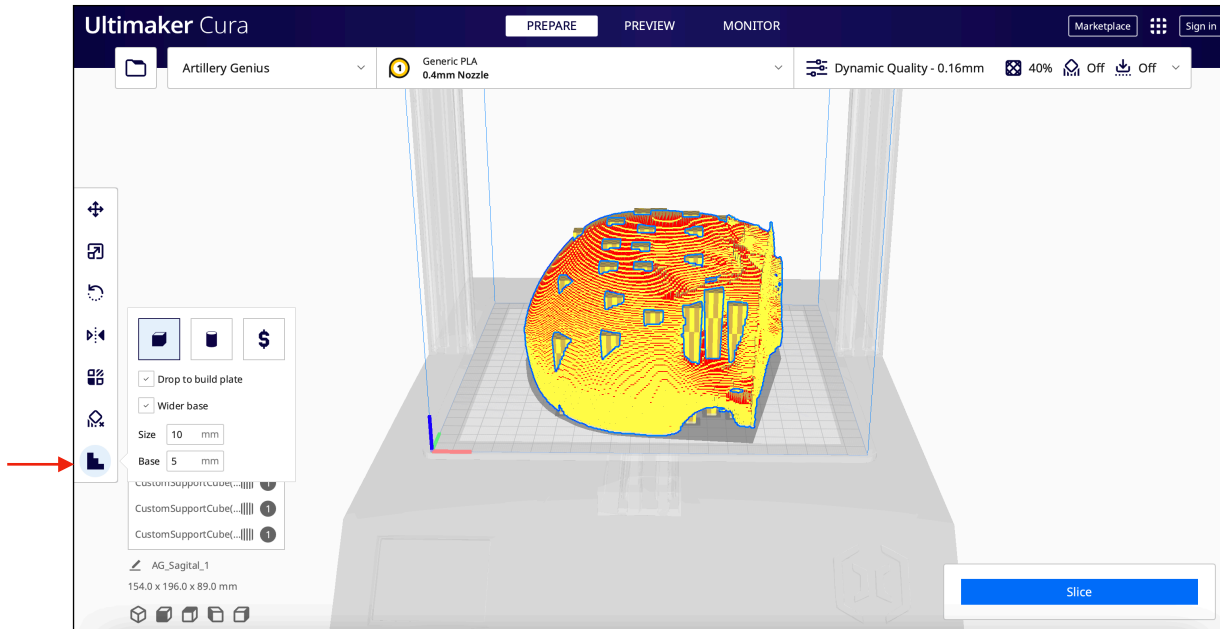 Ultimaker Cura
PREPARE
PREVIEW
MONITOR
Marketplace
Sign in
Artillery Genius
1
Generic PLA
0.4mm Nozzle
Dynamic Quality - 0.16mm
40%
Off
Off
$
Drop to build plate
Wider base
Size 10 mm
Base 5 mm
CustomSupportCube(... 1
CustomSupportCube(... 1
CustomSupportCube(... 1
AG_Sagital_1
154.0 x 196.0 x 89.0 mm
Slice